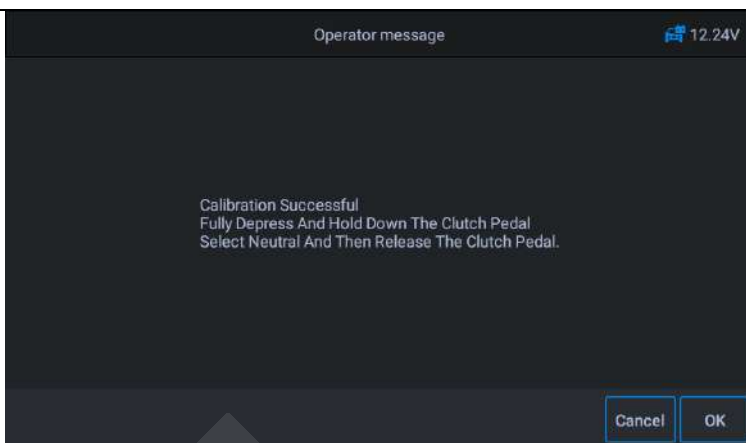 Operator message
12.24V
Calibration Successful
Fully Depress And Hold Down The Clutch Pedal
Select Neutral And Then Release The Clutch Pedal.
Cancel
OK